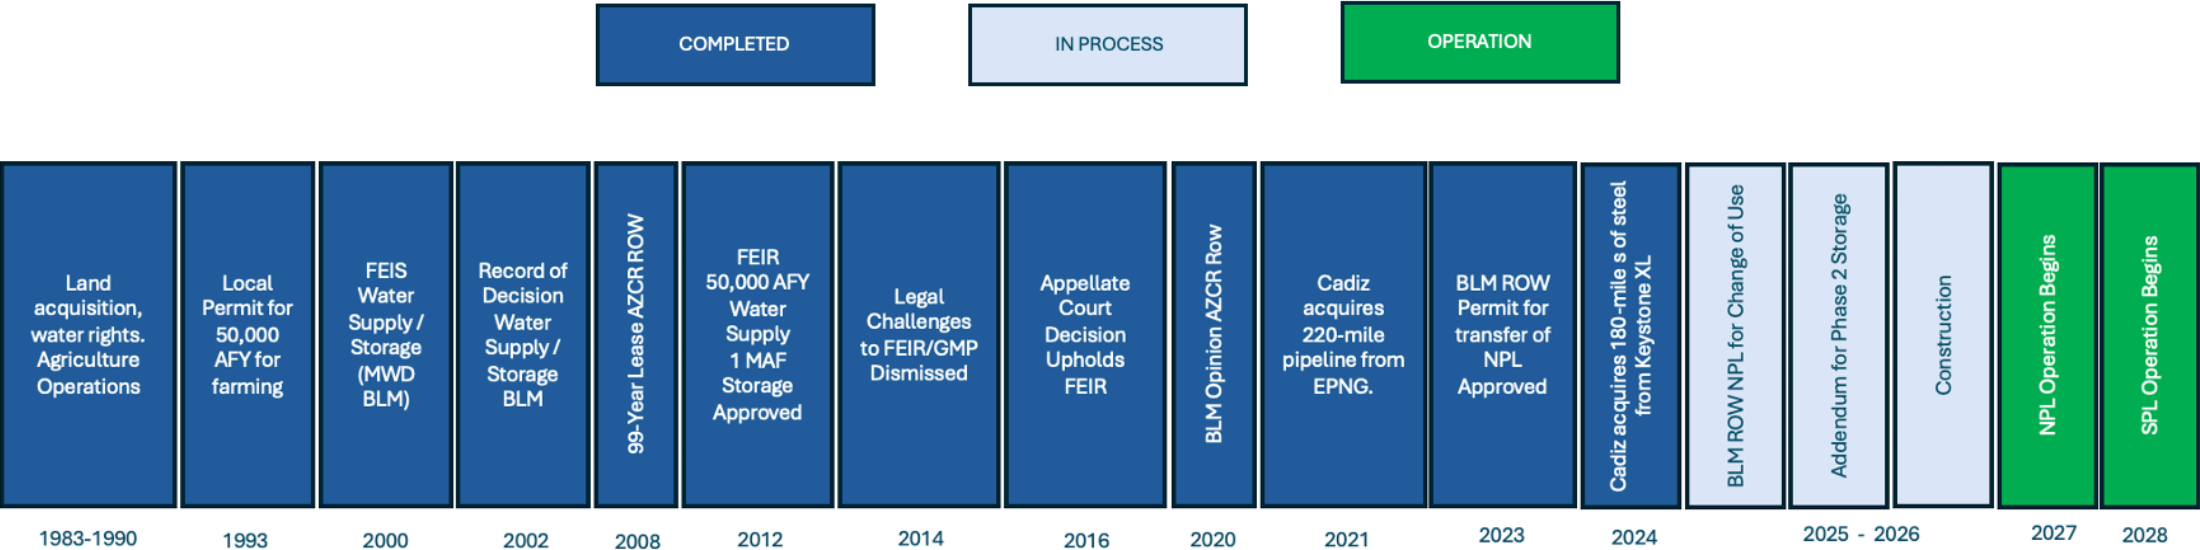 COMPLETED
IN PROCESS
OPERATION
Land
acquisition,
water rights.
Agriculture
Operations
Local
Permit for
50,000
AFY for
farming
FEIS
Water
Supply /
Storage
(MWD
BLM)
Record of
Decision
Water
Supply /
Storage
BLM
99-Year Lease AZCR ROW
FEIR
50,000 AFY
Water
Supply
1 MAF
Storage
Approved
Legal
Challenges
to FEIR/GMP
Dismissed
Appellate
Court
Decision
Upholds
FEIR
BLM Opinion AZCR Row
Cadiz
acquires
220-mile
pipeline from
EPNG.
BLM ROW
Permit for
transfer of
NPL
Approved
Cadiz acquires 180-mile s of steel
from Keystone XL
BLM ROW NPL for Change of Use
Addendum for Phase 2 Storage
Construction
NPL Operation Begins
SPL Operation Begins
1983-1990
1993
2000
2002
2008
2012
2014
2016
2020
2021
2023
2024
2025 - 2026
2027
2028